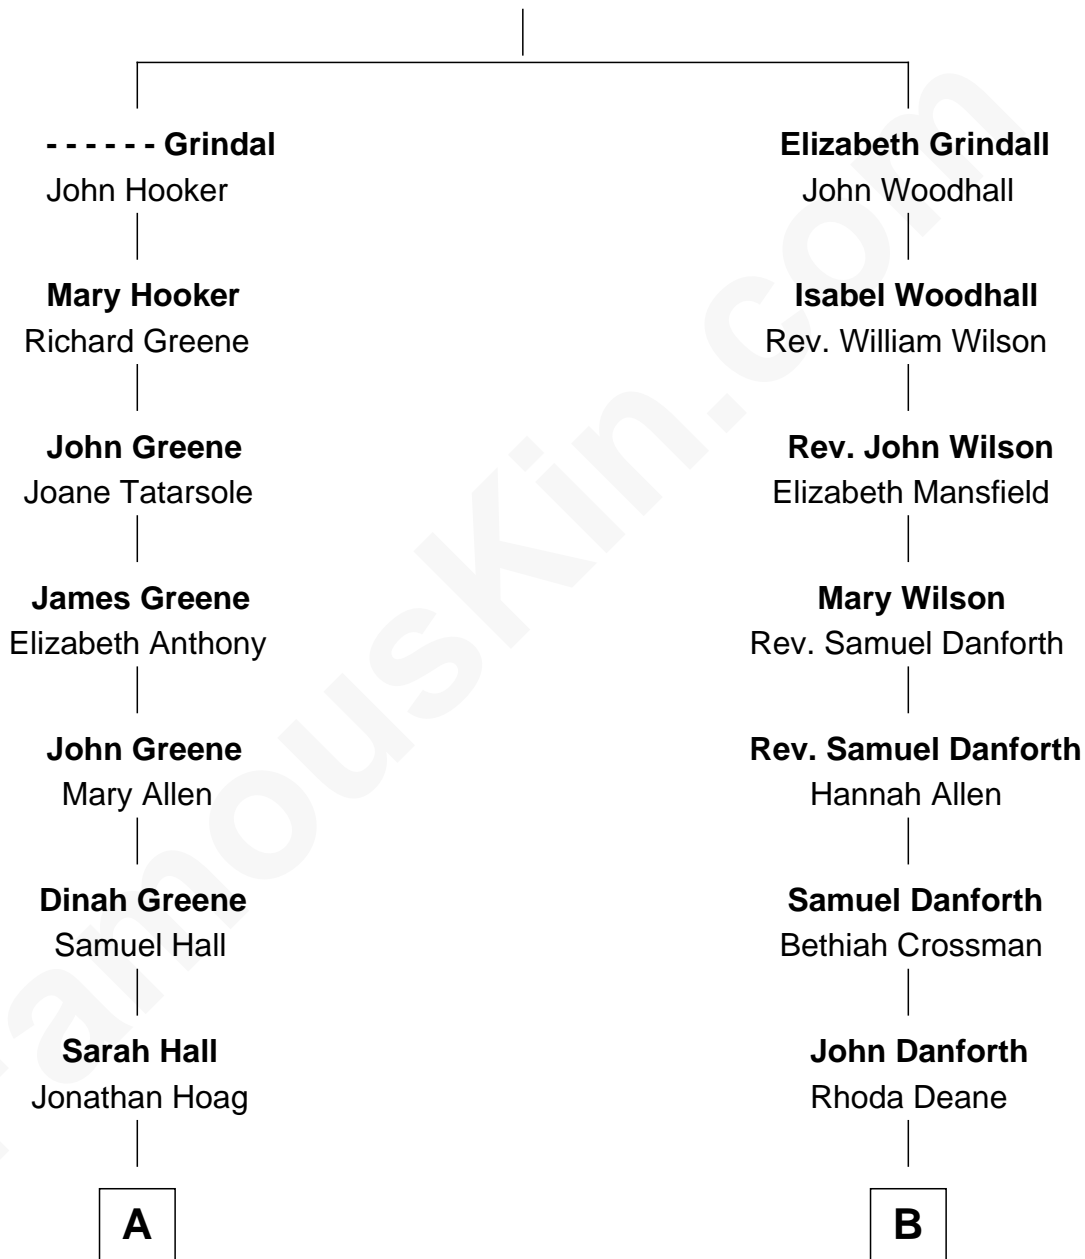 - - - - - - Grindal
John Hooker
Mary Hooker
Richard Greene
John Greene
Joane Tatarsole
James Greene
Elizabeth Anthony
John Greene
Mary Allen
Dinah Greene
Samuel Hall
Sarah Hall
Jonathan Hoag
A
Elizabeth Grindall
John Woodhall
Isabel Woodhall
Rev. William Wilson
Rev. John Wilson
Elizabeth Mansfield
Mary Wilson
Rev. Samuel Danforth
Rev. Samuel Danforth
Hannah Allen
Samuel Danforth
Bethiah Crossman
John Danforth
Rhoda Deane
B
FamousKin.com